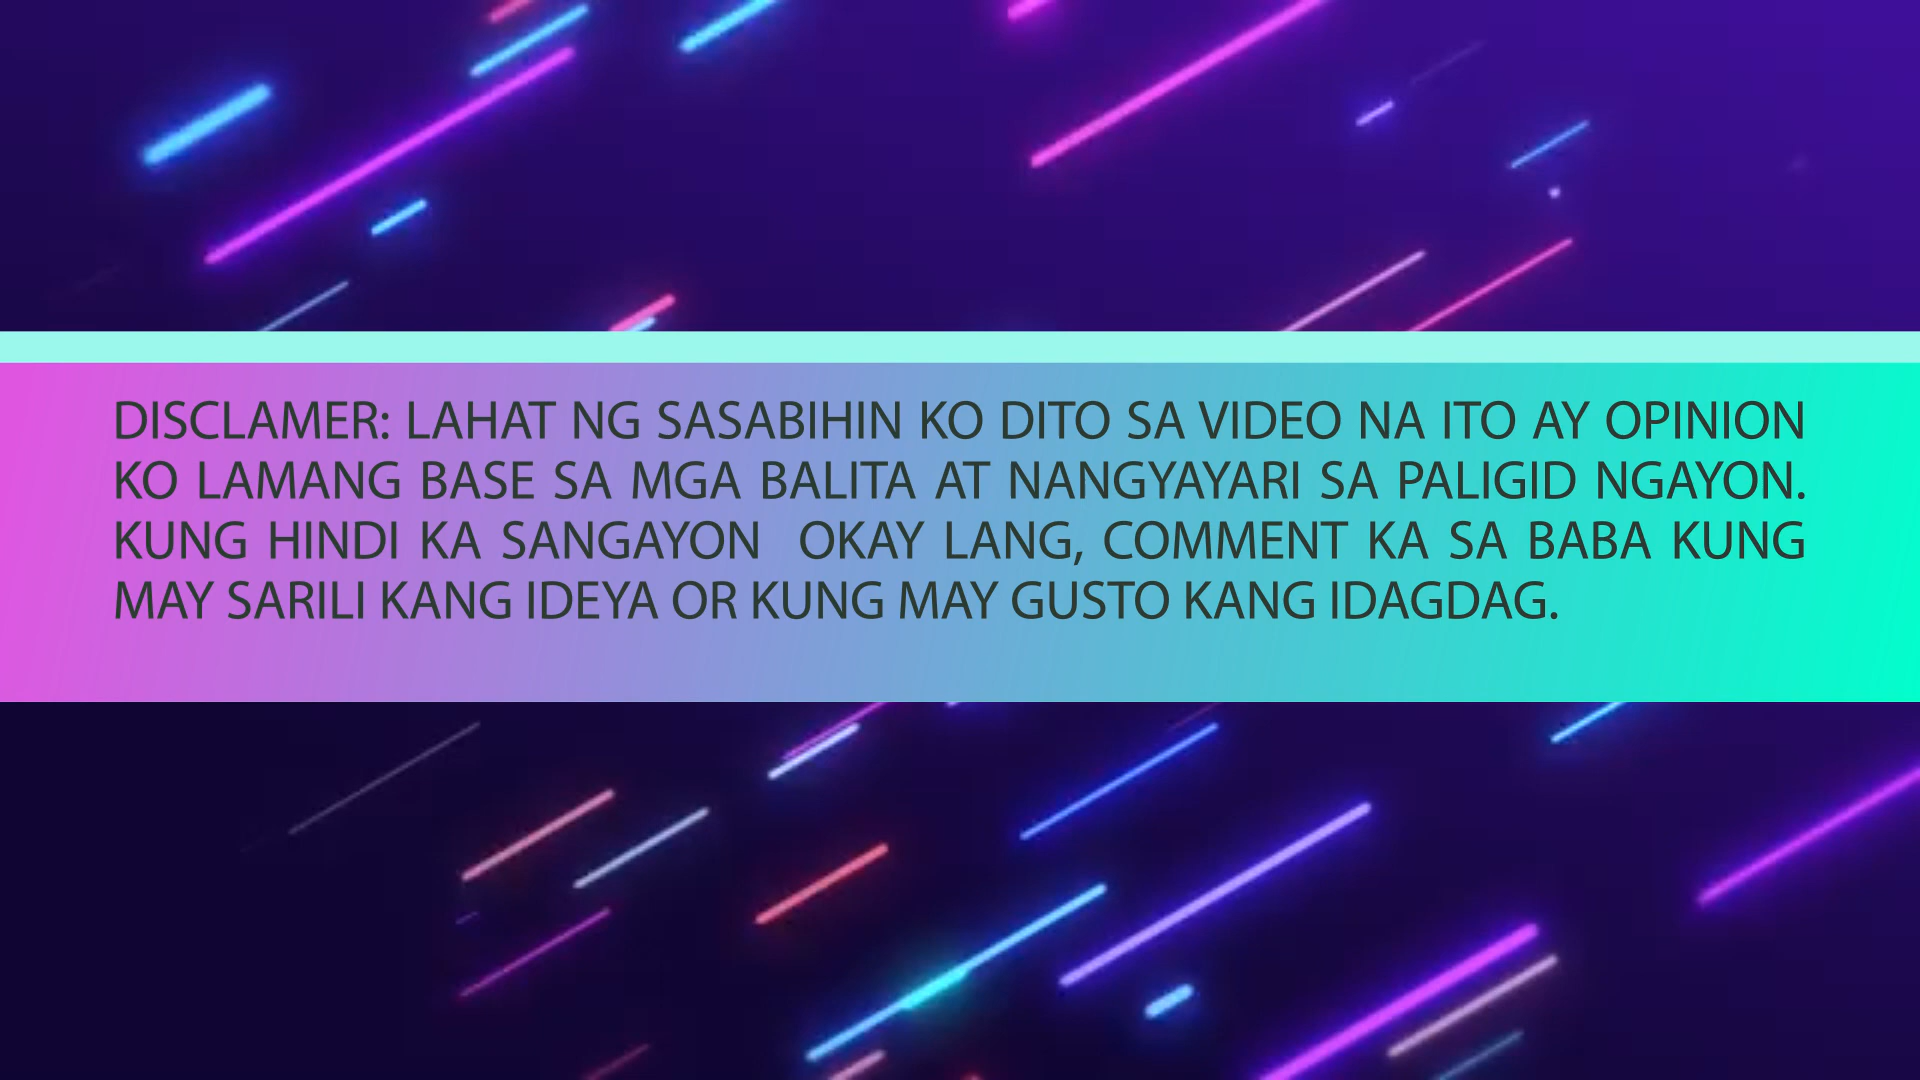 DISCLAMER: LAHAT NG SASABIHIN KO DITO SA VIDEO NA ITO AY OPINION
KO LAMANG BASE SA MGA BALITA AT NANGYAYARI SA PALIGID NGAYON.
KUNG HINDI KA SANGAYON  OKAY LANG, COMMENT KA SA BABA KUNG
MAY SARILI KANG IDEYA OR KUNG MAY GUSTO KANG IDAGDAG.